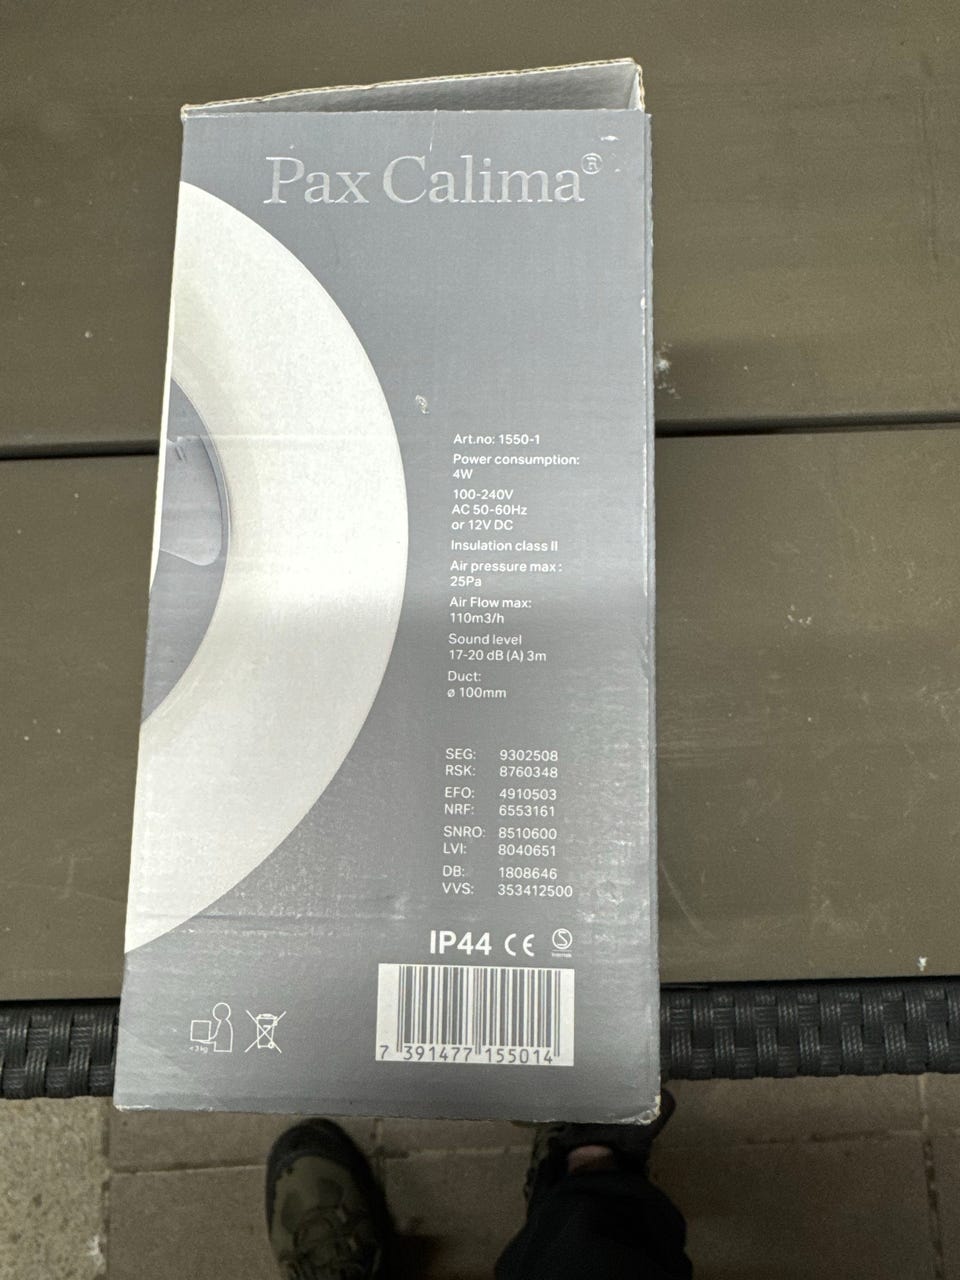 Pax Calima®
Art.no: 1550-1
Power consumption:
4W
100-240V
AC 50-60Hz
or 12V DC
Insulation class II
Air pressure max :
25Pa
Air Flow max:
110m3/h
Sound level
17-20 dB (A) 3m
Duct:
ø 100mm
SEG: 9302508
RSK: 8760348
EFO: 4910503
NRF: 6553161
SNRO: 8510600
LVI: 8040651
DB: 1808646
VVS: 353412500
IP44 CE S
Intertek
< 3 kg
7 391477 155014